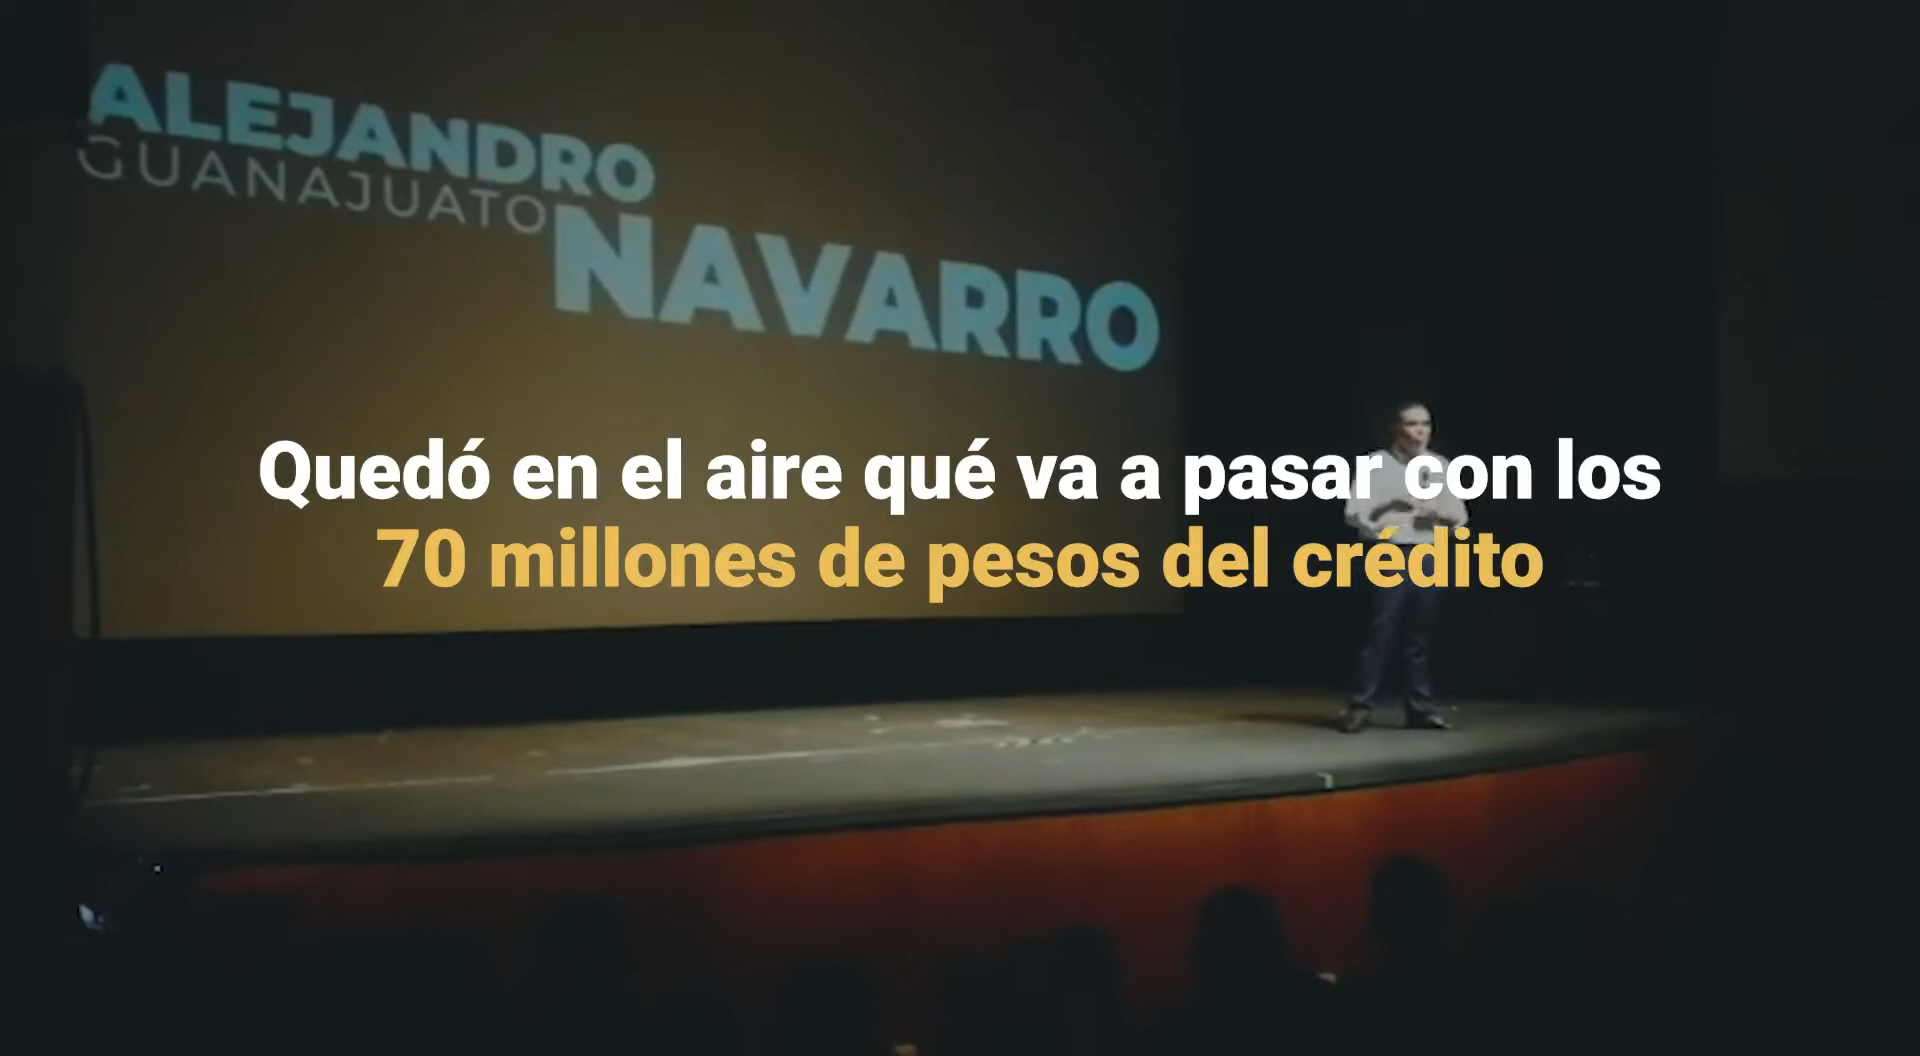 ALEJANDRO
GUANAJUATO
NAVARRO
Quedó en el aire qué va a pasar con los
70 millones de pesos del crédito